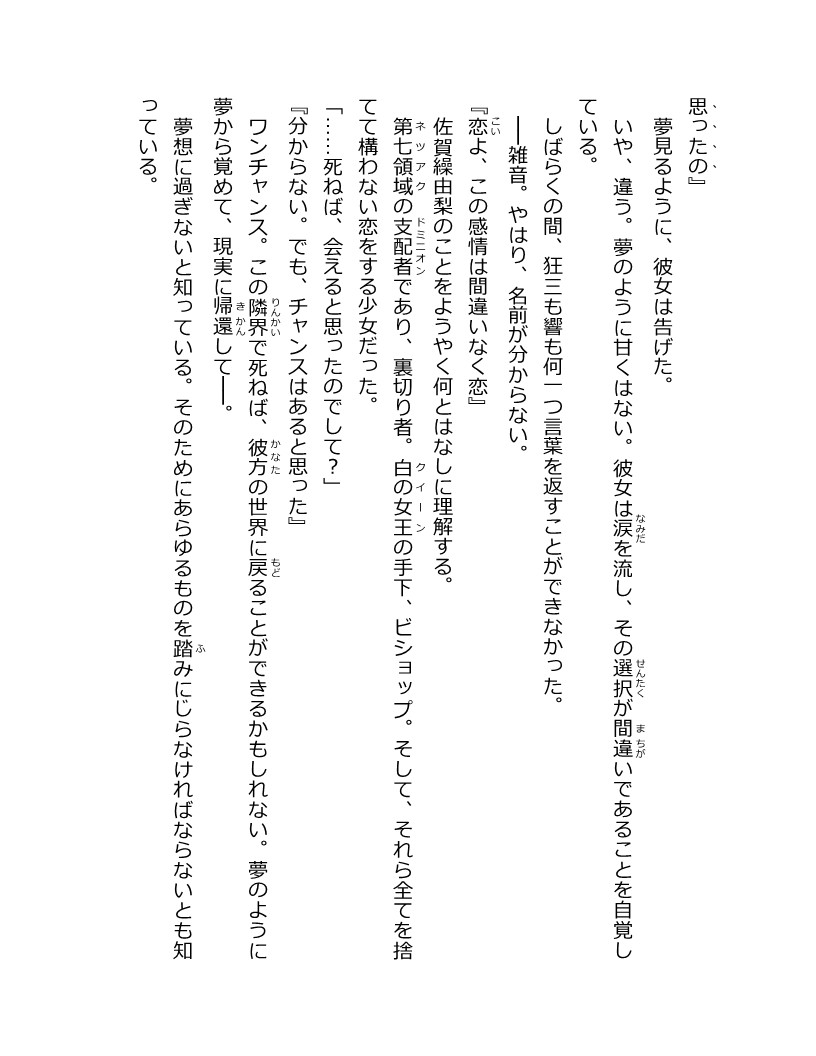 思ったの』
夢見るように、彼女は告げた。
いや、違う。夢のように甘くはない。彼女は涙を流し、その選択が間違いであることを自覚し
ている。
しばらくの間、狂三も響も何一つ言葉を返すことができなかった。
――雑音。やはり、名前が分からない。
『恋よ、この感情は間違いなく恋』
佐賀繰由梨のことをようやく何とはなしに理解する。
第七領域の支配者であり、裏切り者。白の女王の手下、ビショップ。そして、それら全てを捨
てて構わない恋をする少女だった。
「……死ねば、会えると思ったのでして?」
『分からない。でも、チャンスはあると思った』
ワンチャンス。この隣界で死ねば、彼方の世界に戻ることができるかもしれない。夢のように
夢から覚めて、現実に帰還して――。
夢想に過ぎないと知っている。そのためにあらゆるものを踏みにじらなければならないとも知
っている。